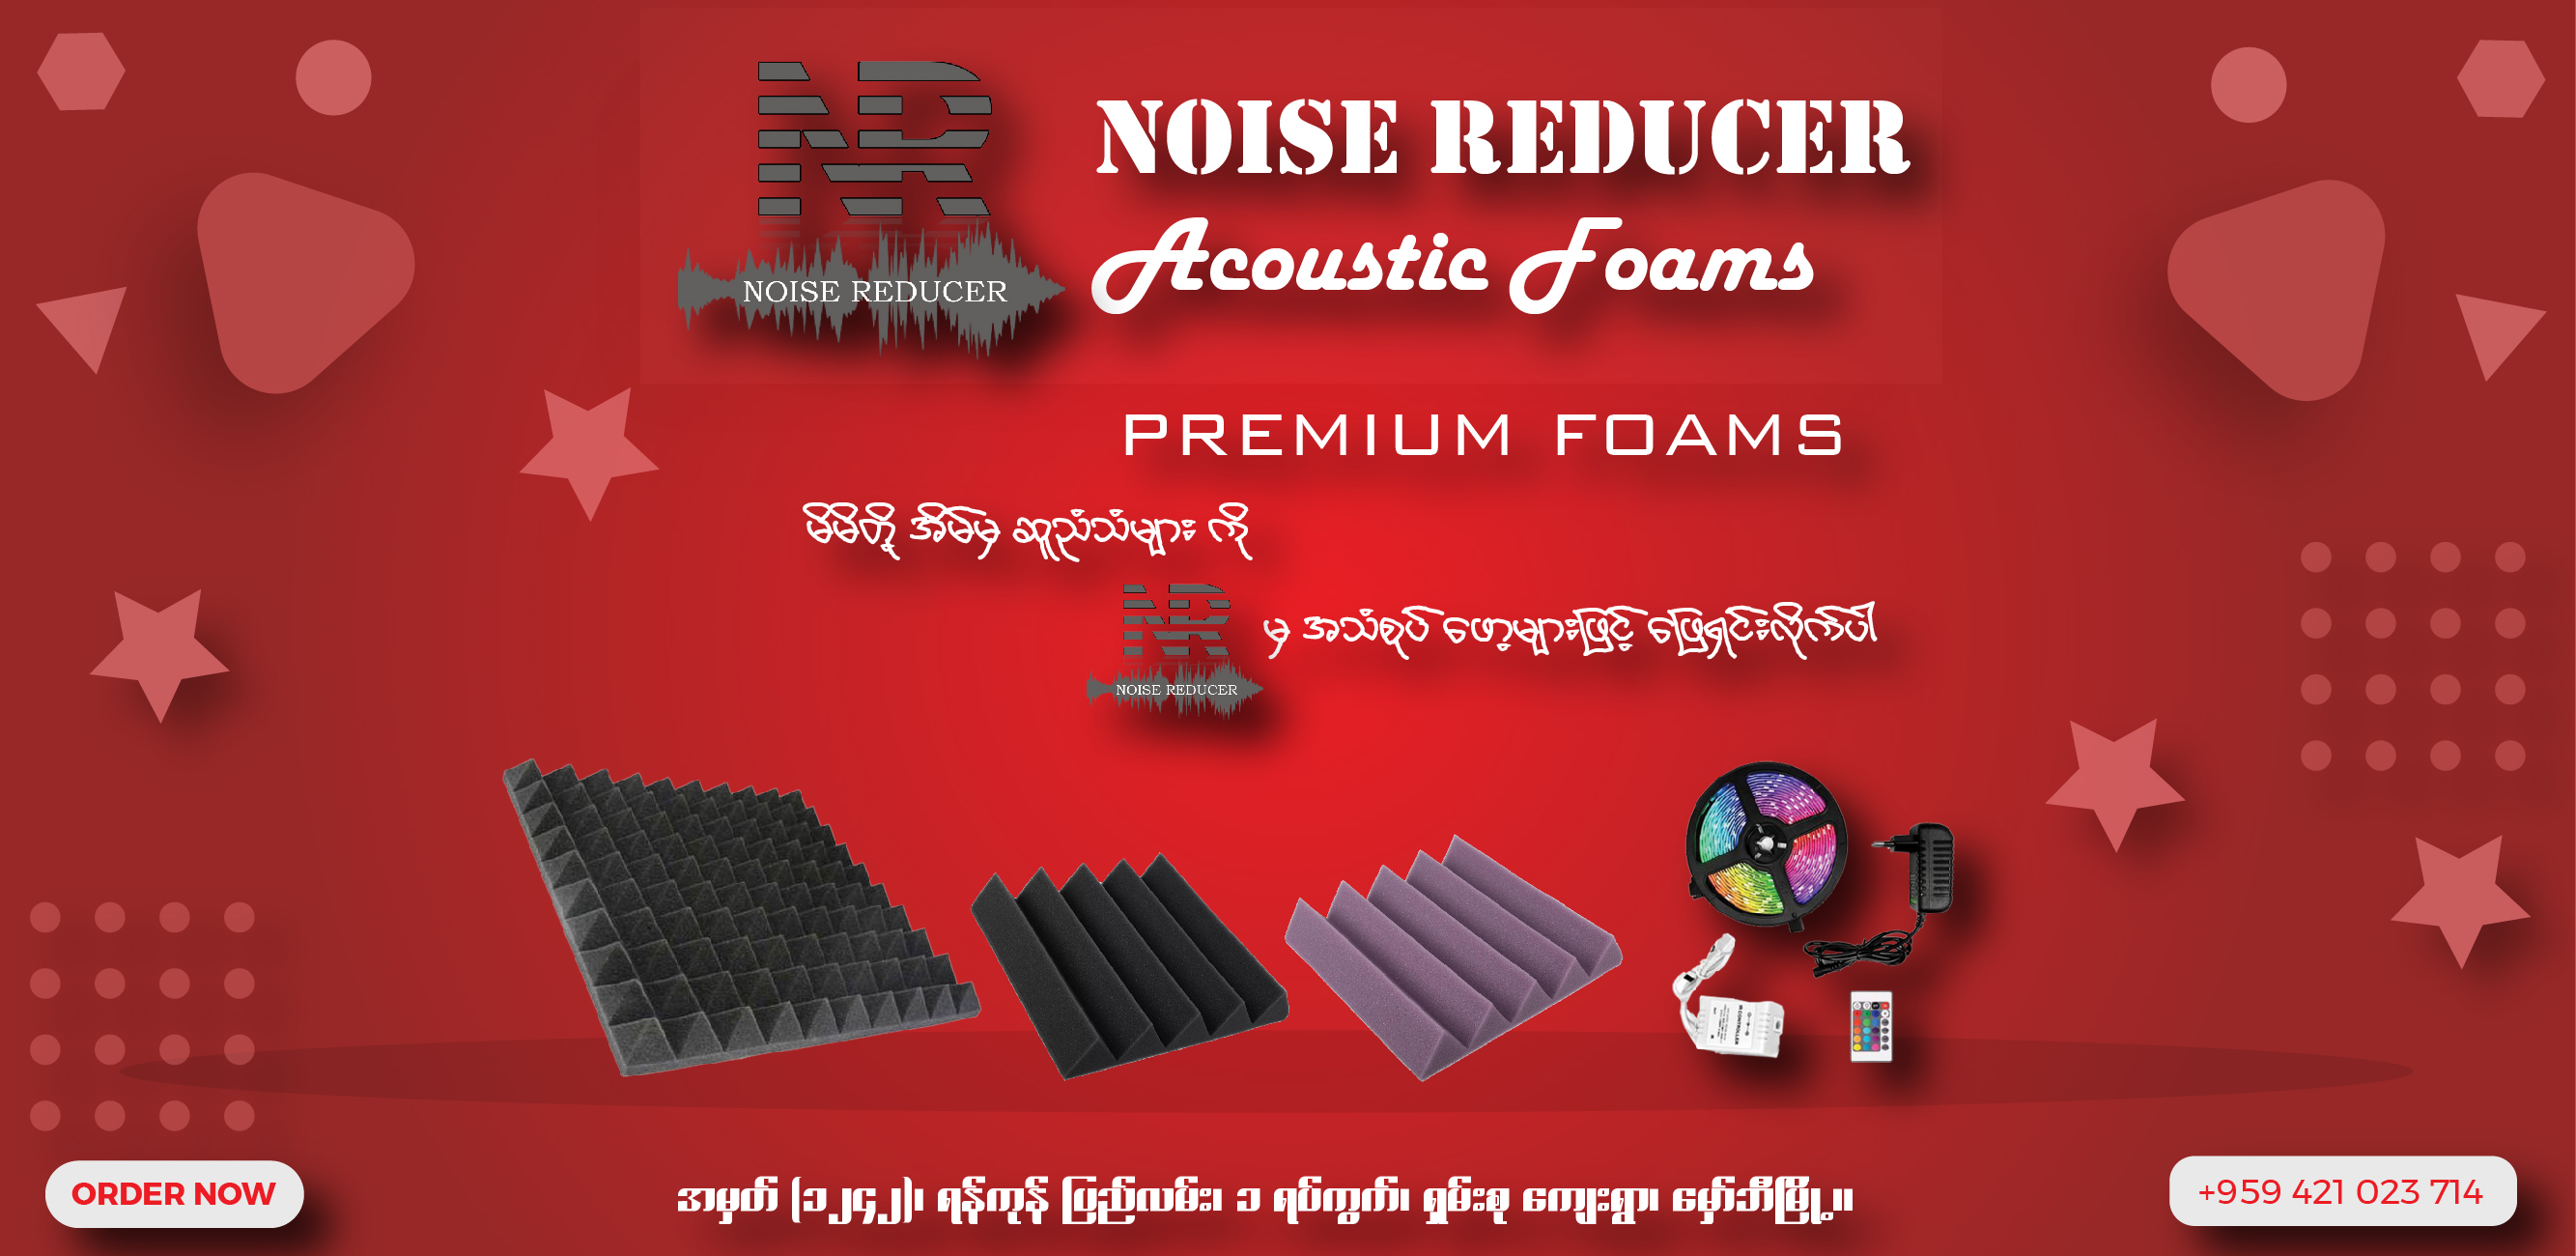 NOISE REDUCER
NOISE REDUCER
Acoustic Foams
PREMIUM FOAMS
မိမိတို့ အိမ်မှ ဆူညံသံများ ကို
NR
NOISE REDUCER
မှ အသံစုပ် ဖော့များဖြင့် ဖြေရှင်းလိုက်ပါ
ORDER NOW
အမှတ် (၁၂၄၂)၊ ရန်ကုန် ပြည်လမ်း၊ ၁ ရပ်ကွက်၊ ရှမ်းစု ကျေးရွာ၊ မှော်ဘီမြို့။
+959 421 023 714